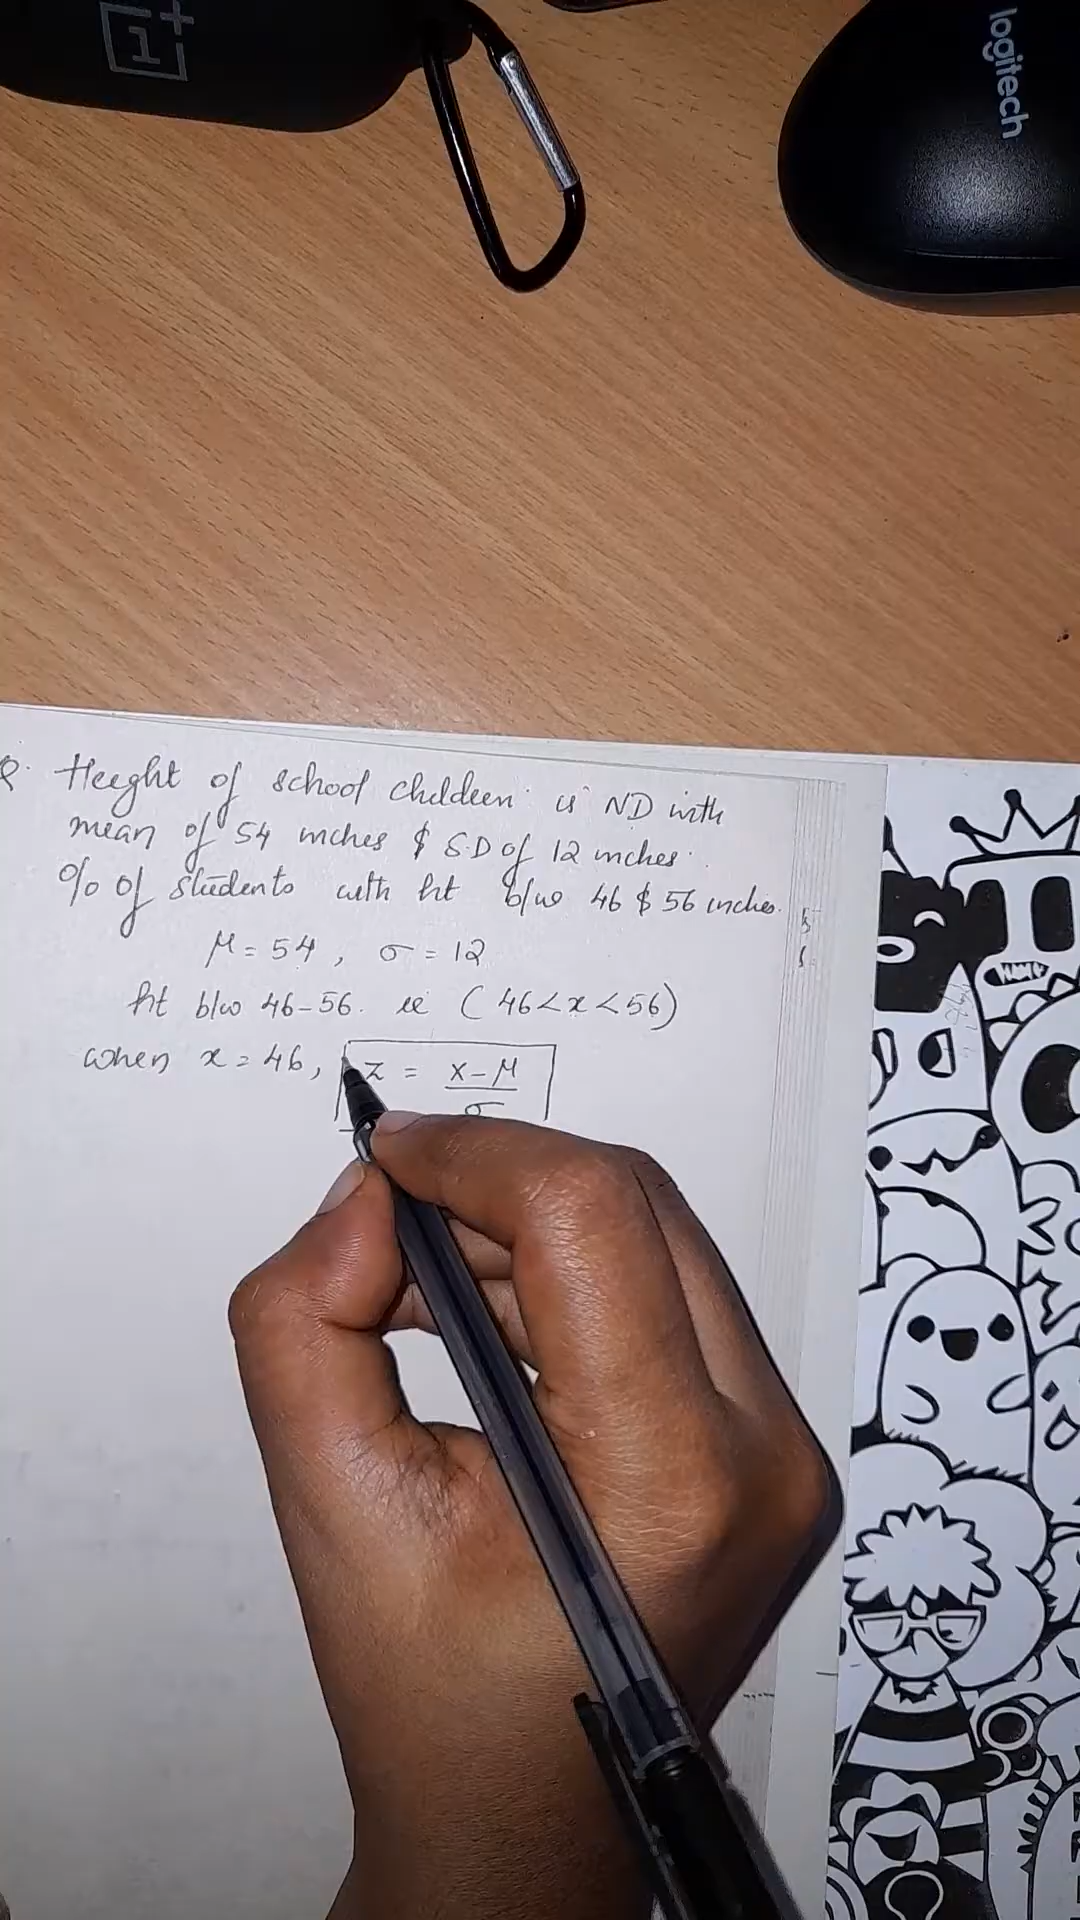 1+
logitech
Q. Height of school children is ND with
mean of 54 inches & S.D of 12 inches.
% of students with ht b/w 46 & 56 inches.
μ = 54 , σ = 12
ht b/w 46-56. ie ( 46 < x < 56)
when x = 46, z = x - μ
σ